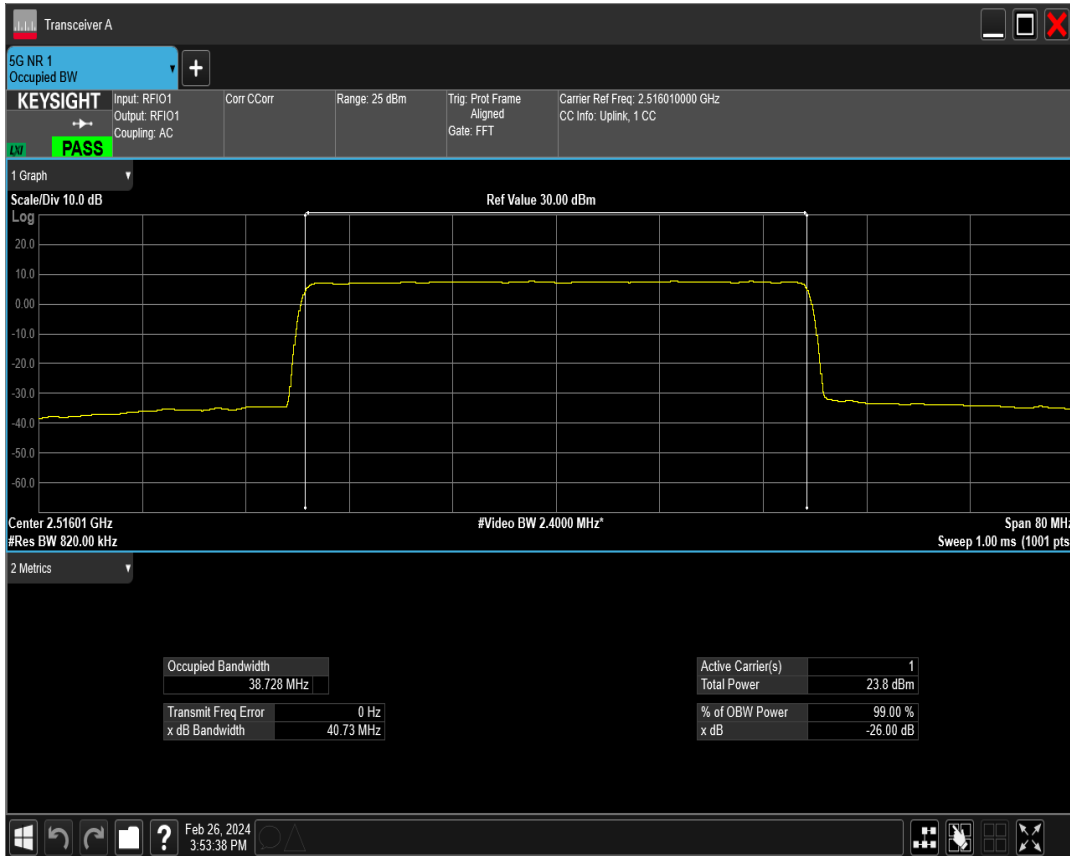 Transceiver A
5G NR 1
Occupied BW
KEYSIGHT
LXI
PASS
Input: RFIO1
Output: RFIO1
Coupling: AC
Corr CCorr
Range: 25 dBm
Trig: Prot Frame
Aligned
Gate: FFT
Carrier Ref Freq: 2.516010000 GHz
CC Info: Uplink, 1 CC
1 Graph
Scale/Div 10.0 dB
Ref Value 30.00 dBm
Log
20.0
10.0
0.00
-10.0
-20.0
-30.0
-40.0
-50.0
-60.0
Center 2.51601 GHz
#Video BW 2.4000 MHz*
Span 80 MHz
#Res BW 820.00 kHz
Sweep 1.00 ms (1001 pts
2 Metrics
Occupied Bandwidth
38.728 MHz
Transmit Freq Error 0 Hz
x dB Bandwidth 40.73 MHz
Active Carrier(s) 1
Total Power 23.8 dBm
% of OBW Power 99.00 %
x dB -26.00 dB
?
Feb 26, 2024
3:53:38 PM